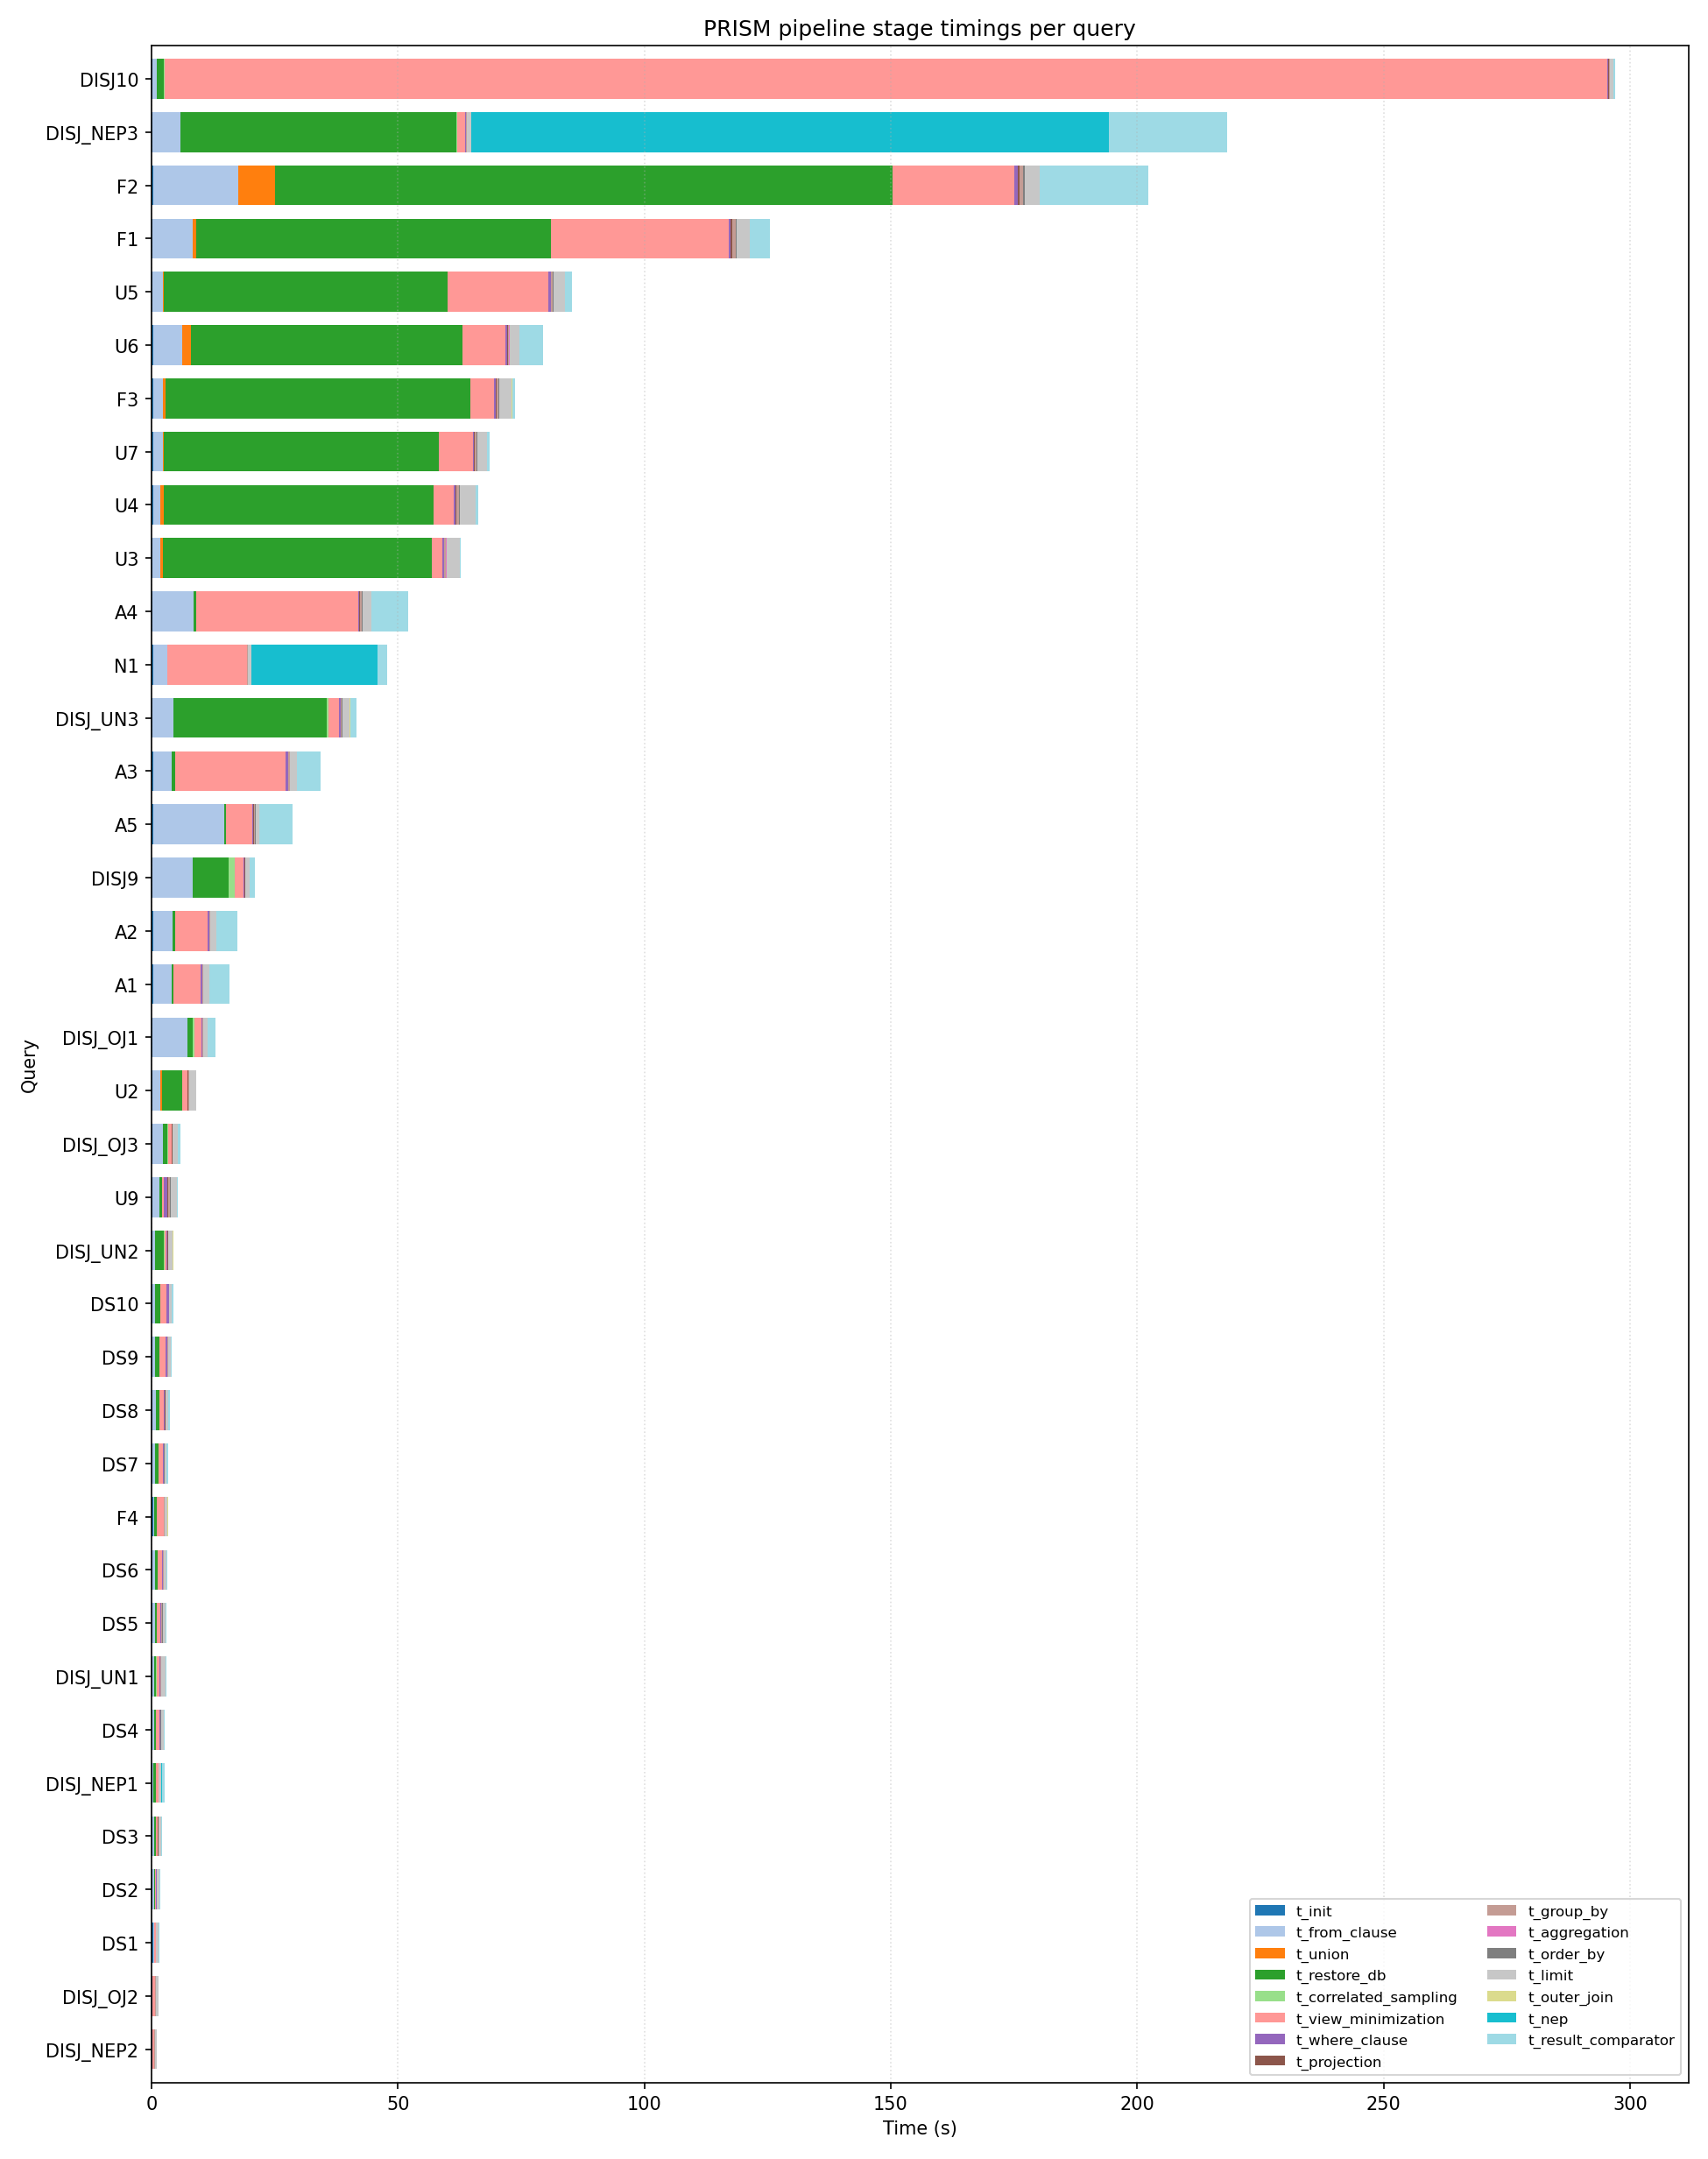 PRISM pipeline stage timings per query
Query
DISJ10
DISJ_NEP3
F2
F1
U5
U6
F3
U7
U4
U3
A4
N1
DISJ_UN3
A3
A5
DISJ9
A2
A1
DISJ_OJ1
U2
DISJ_OJ3
U9
DISJ_UN2
DS10
DS9
DS8
DS7
F4
DS6
DS5
DISJ_UN1
DS4
DISJ_NEP1
DS3
DS2
DS1
DISJ_OJ2
DISJ_NEP2
t_init
t_from_clause
t_union
t_restore_db
t_correlated_sampling
t_view_minimization
t_where_clause
t_projection
t_group_by
t_aggregation
t_order_by
t_limit
t_outer_join
t_nep
t_result_comparator
0 50 100 150 200 250 300
Time (s)